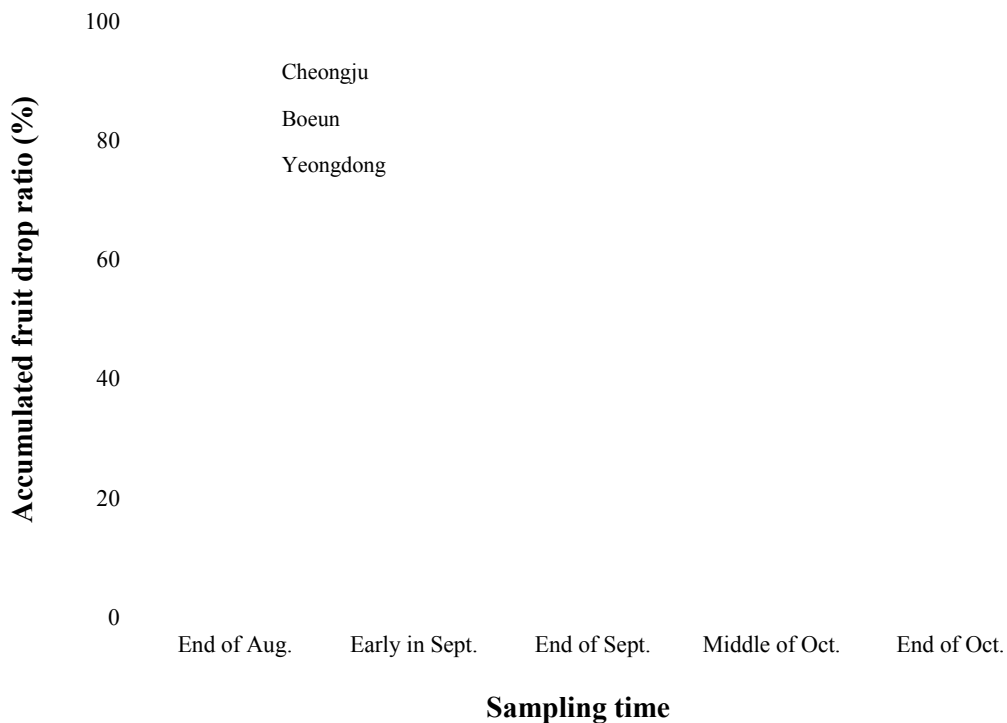 Accumulated fruit drop ratio (%)
100
80
60
40
20
0
Cheongju
Boeun
Yeongdong
End of Aug.
Early in Sept.
End of Sept.
Middle of Oct.
End of Oct.
Sampling time